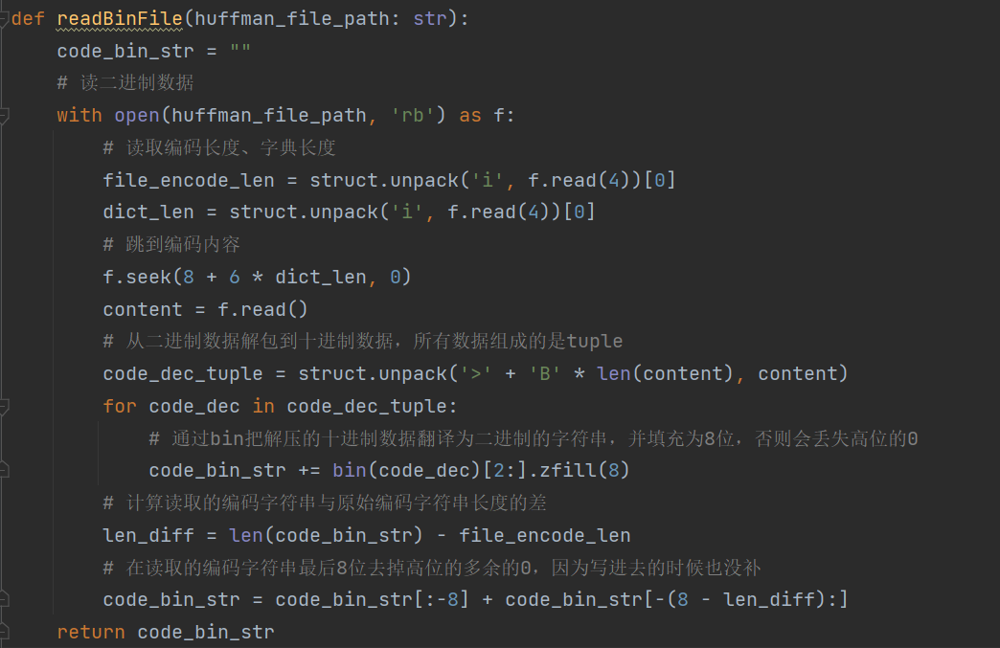 def readBinFile(huffman_file_path: str):
    code_bin_str = ""
    # 读二进制数据
    with open(huffman_file_path, 'rb') as f:
        # 读取编码长度、字典长度
        file_encode_len = struct.unpack('i', f.read(4))[0]
        dict_len = struct.unpack('i', f.read(4))[0]
        # 跳到编码内容
        f.seek(8 + 6 * dict_len, 0)
        content = f.read()
        # 从二进制数据解包到十进制数据，所有数据组成的是tuple
        code_dec_tuple = struct.unpack('>' + 'B' * len(content), content)
        for code_dec in code_dec_tuple:
            # 通过bin把解压的十进制数据翻译为二进制的字符串，并填充为8位，否则会丢失高位的0
            code_bin_str += bin(code_dec)[2:].zfill(8)
        # 计算读取的编码字符串与原始编码字符串长度的差
        len_diff = len(code_bin_str) - file_encode_len
        # 在读取的编码字符串最后8位去掉高位的多余的0，因为写进去的时候也没补
        code_bin_str = code_bin_str[:-8] + code_bin_str[-(8 - len_diff):]
    return code_bin_str